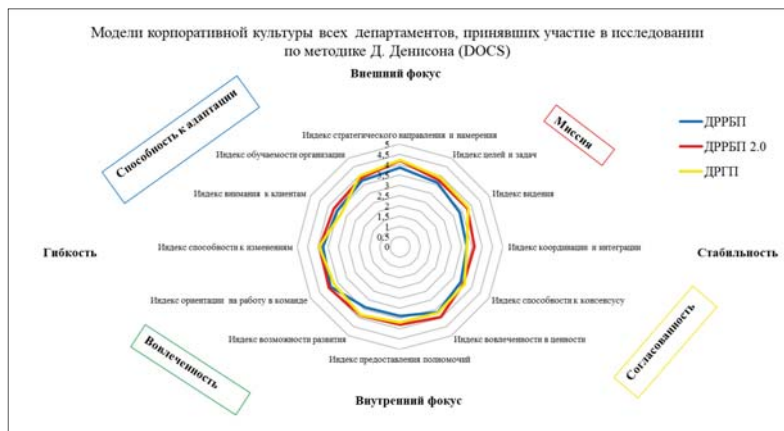 Модели корпоративной культуры всех департаментов, принявших участие в исследовании
по методике Д. Денисона (DOCS)
Внешний фокус
Способность к адаптации
Миссия
ДРРБП
ДРРБП 2.0
ДРГП
Индекс стратегического направления и намерения
Индекс обучаемости организация
Индекс целей и задач
Индекс внимания к клиентам
Индекс видения
5
4,5
4
3,5
3
2,5
2
1,5
1
0,5
0
Гибкость
Индекс способности к изменениям
Индекс координации и интеграции
Стабильность
Индекс ориентации на работу в команде
Индекс способности к консенсусу
Индекс возможности развития
Индекс вовлеченности в ценности
Индекс предоставления полномочий
Вовлеченность
Согласованность
Внутренний фокус